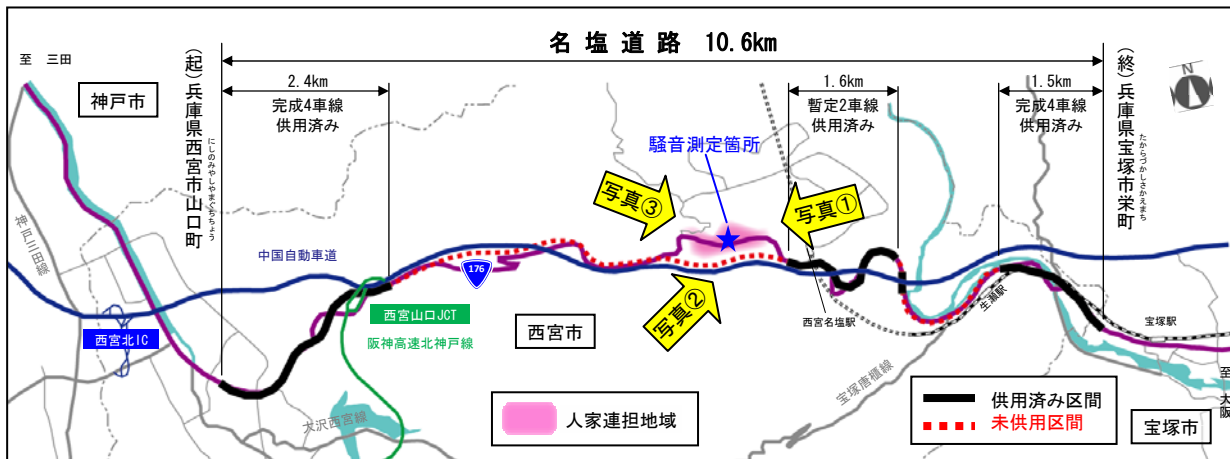 名塩道路 10.6km
至 三田
神戸市
(起)兵庫県西宮市山口町
にしのみやしやまぐちちょう
2.4km
完成4車線
供用済み
1.6km
暫定2車線
供用済み
1.5km
完成4車線
供用済み
(終)兵庫県宝塚市栄町
たからづかしさかえまち
N
騒音測定箇所
写真③
写真①
写真②
神戸三田線
中国自動車道
176
西宮北IC
西宮山口JCT
阪神高速北神戸線
西宮市
西宮名塩駅
生瀬駅
宝塚駅
宝塚唐櫃線
大沢西宮線
至 大阪
人家連担地域
供用済み区間
未供用区間
宝塚市